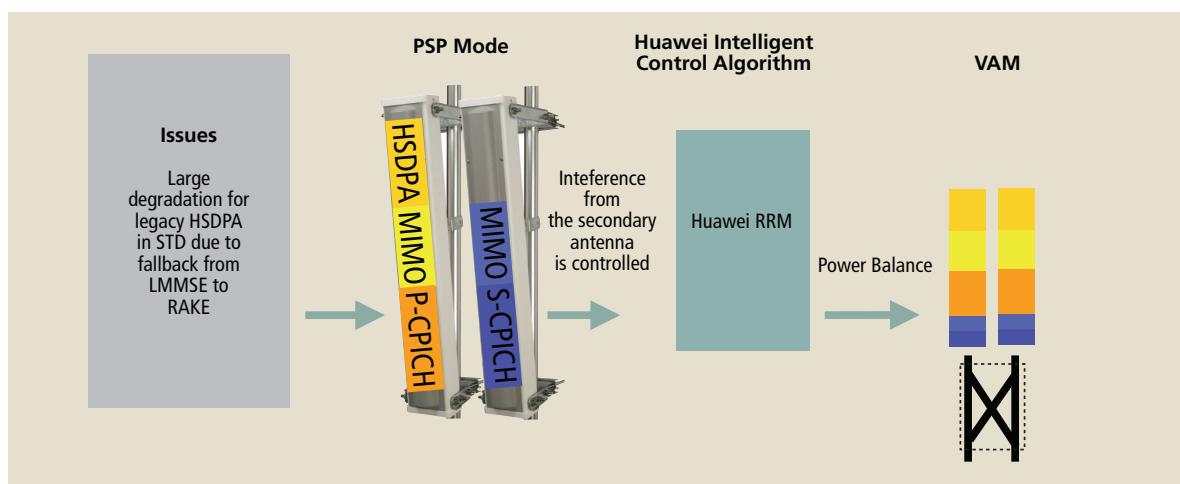 Issues
Large
degradation for
legacy HSDPA
in STD due to
fallback from
LMMSE to
RAKE
PSP Mode
HSDPA MIMO P-CPICH
MIMO S-CPICH
Inteference
from
the secondary
antenna
is controlled
Huawei Intelligent
Control Algorithm
Huawei RRM
Power Balance
VAM